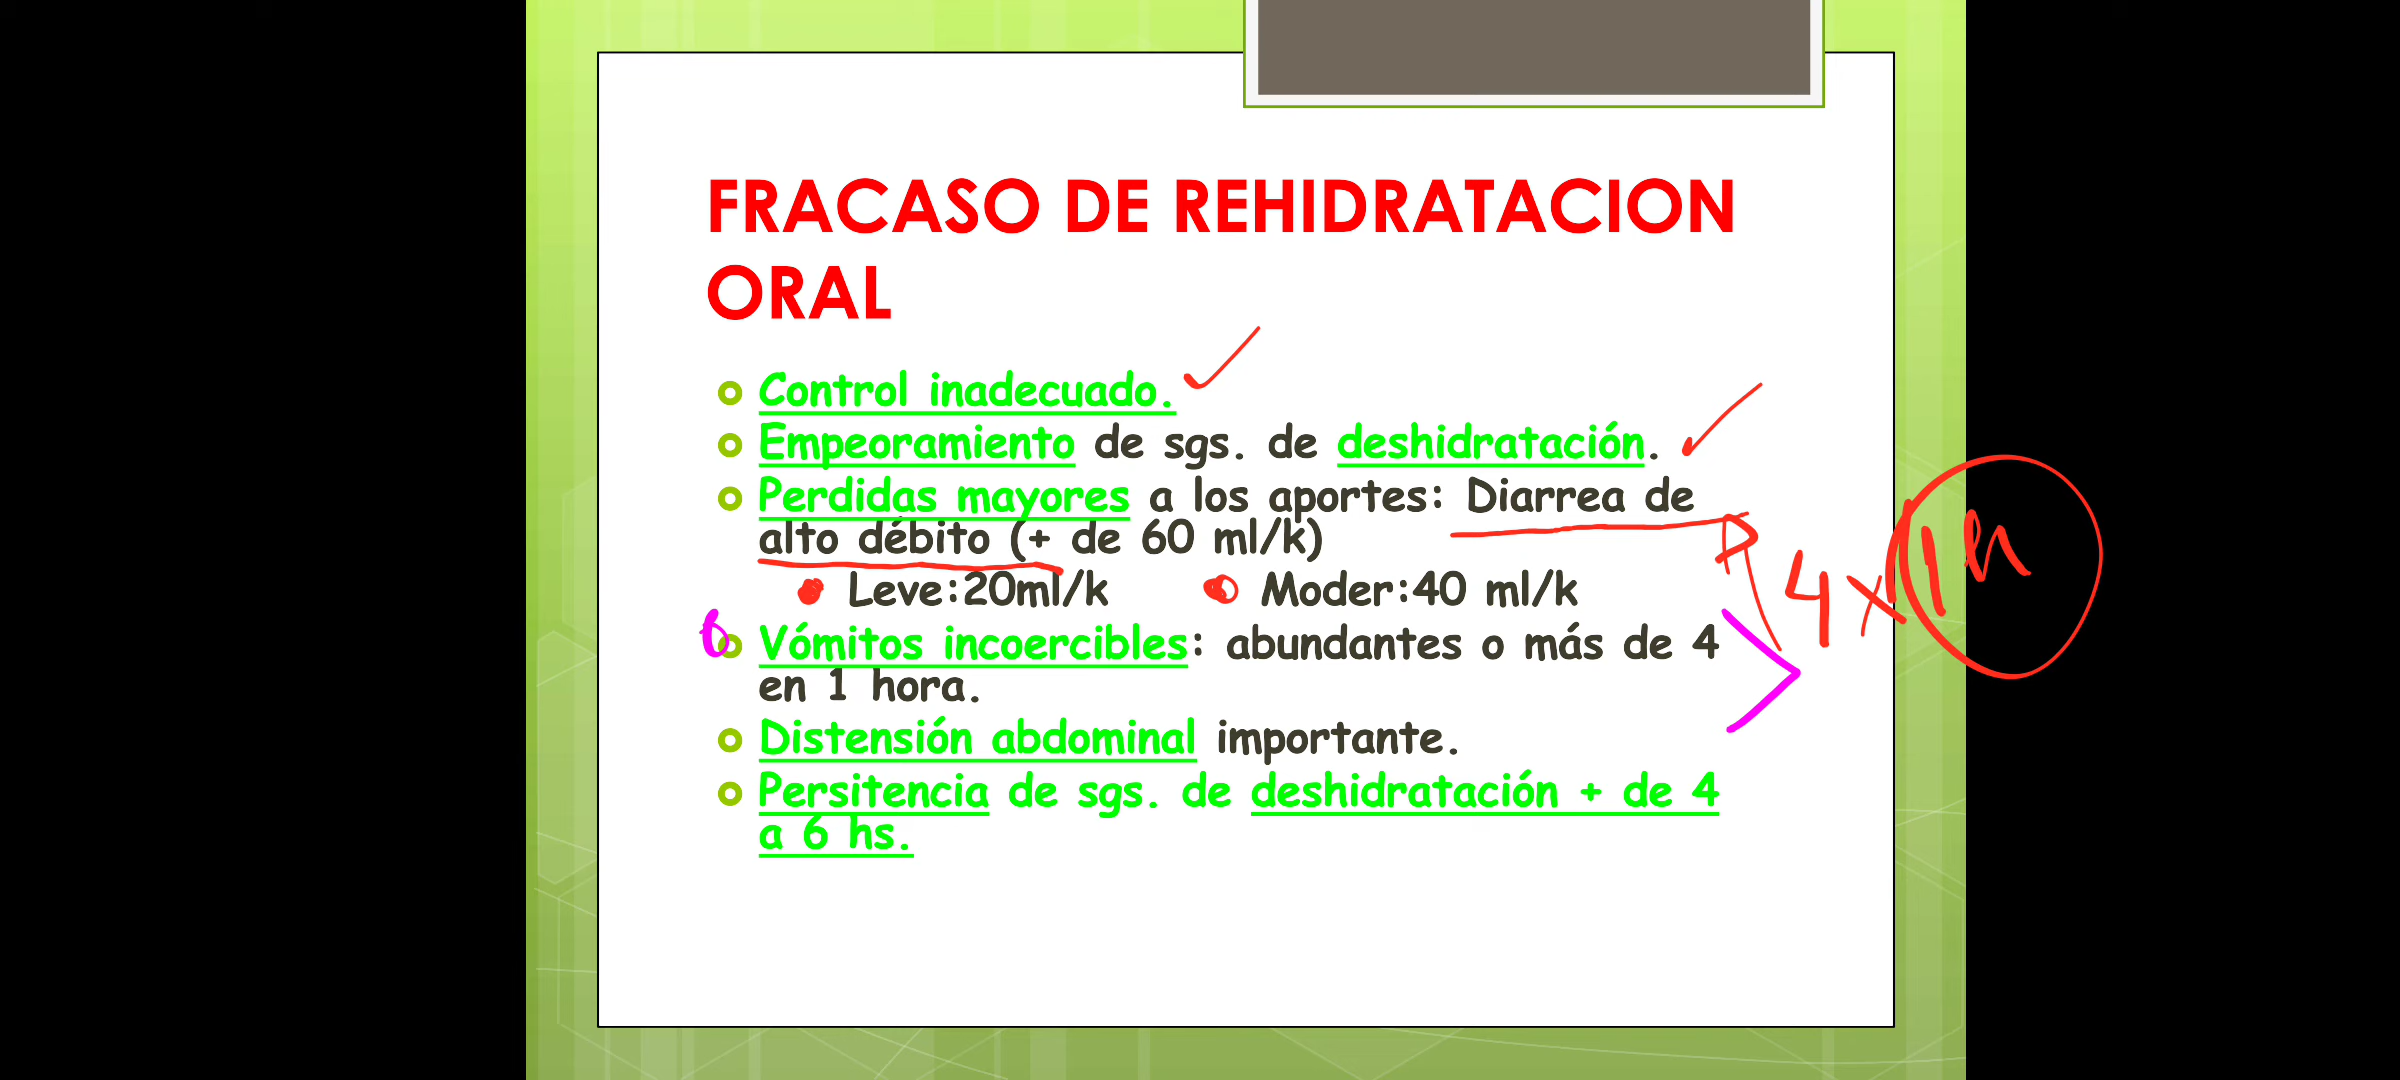 FRACASO DE REHIDRATACION
ORAL
Control inadecuado.
Empeoramiento de sgs. de deshidratación.
Perdidas mayores a los aportes: Diarrea de
alto débito (+ de 60 ml/k)
Leve:20ml/k Moder:40 ml/k
Vómitos incoercibles: abundantes o más de 4
en 1 hora.
Distensión abdominal importante.
Persitencia de sgs. de deshidratación + de 4
a 6 hs.
4 x 1h